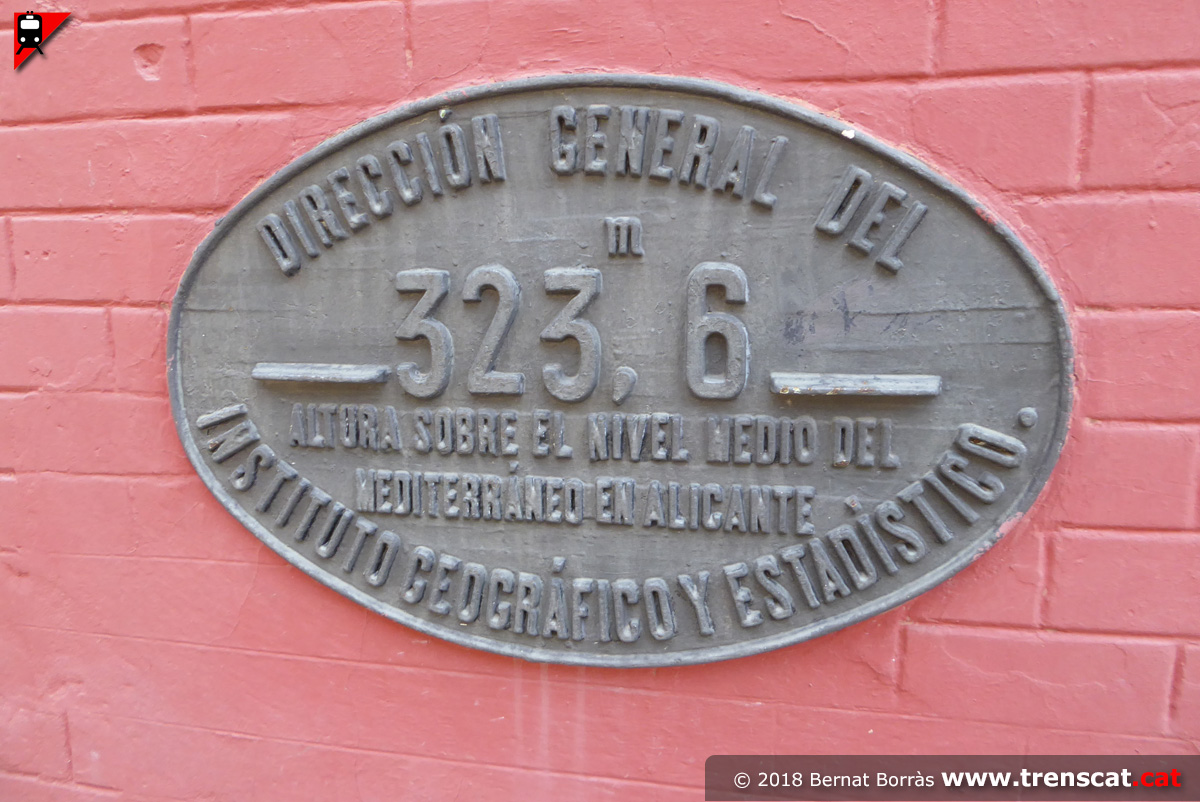 DIRECCIÓN GENERAL DEL
m
323,6
ALTURA SOBRE EL NIVEL MEDIO DEL
MEDITERRÁNEO EN ALICANTE
INSTITUTO GEOGRÁFICO Y ESTADÍSTICO.
© 2018 Bernat Borràs www.trenscat.cat